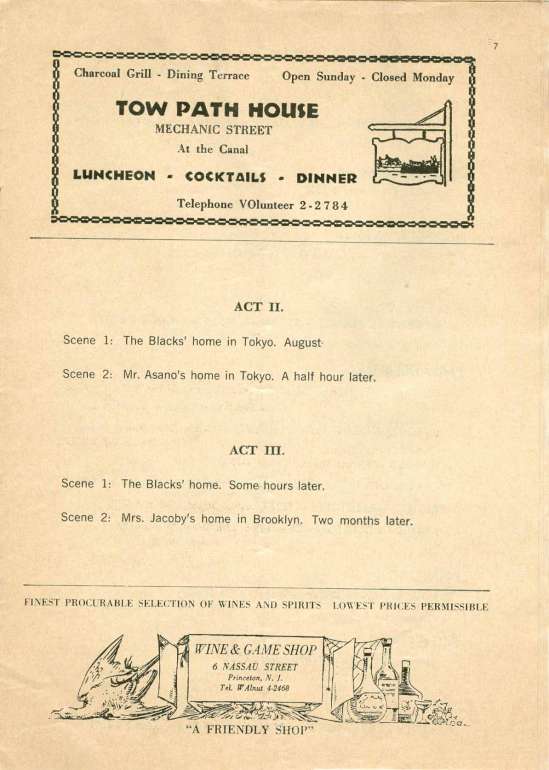 7
Charcoal Grill - Dining Terrace Open Sunday - Closed Monday
TOW PATH HOUSE
MECHANIC STREET
At the Canal
LUNCHEON - COCKTAILS - DINNER
Telephone VOlunteer 2-2784
ACT II.
Scene 1: The Blacks' home in Tokyo. August
Scene 2: Mr. Asano's home in Tokyo. A half hour later.
ACT III.
Scene 1: The Blacks' home. Some hours later.
Scene 2: Mrs. Jacoby's home in Brooklyn. Two months later.
FINEST PROCURABLE SELECTION OF WINES AND SPIRITS LOWEST PRICES PERMISSIBLE
WINE & GAME SHOP
6 NASSAU STREET
Princeton, N. J.
Tel. WAlnut 4-2468
"A FRIENDLY SHOP"